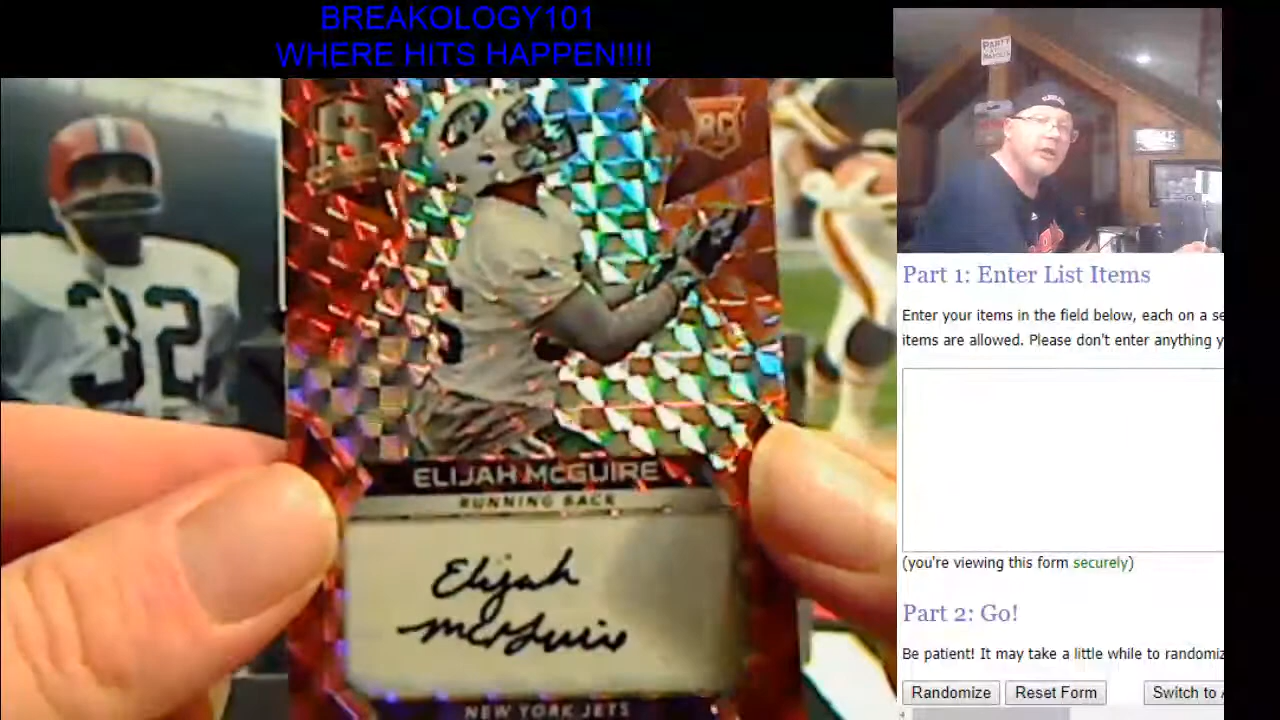 BREAKOLOGY101
WHERE HITS HAPPEN!!!!
PARTY
RC
S
32
ELIJAH MCGUIRE
RUNNING BACK
Elijah
McGuire
NEW YORK JETS
Part 1: Enter List Items
Enter your items in the field below, each on a se
items are allowed. Please don't enter anything y
(you're viewing this form securely)
Part 2: Go!
Be patient! It may take a little while to randomiz
Randomize
Reset Form
Switch to A